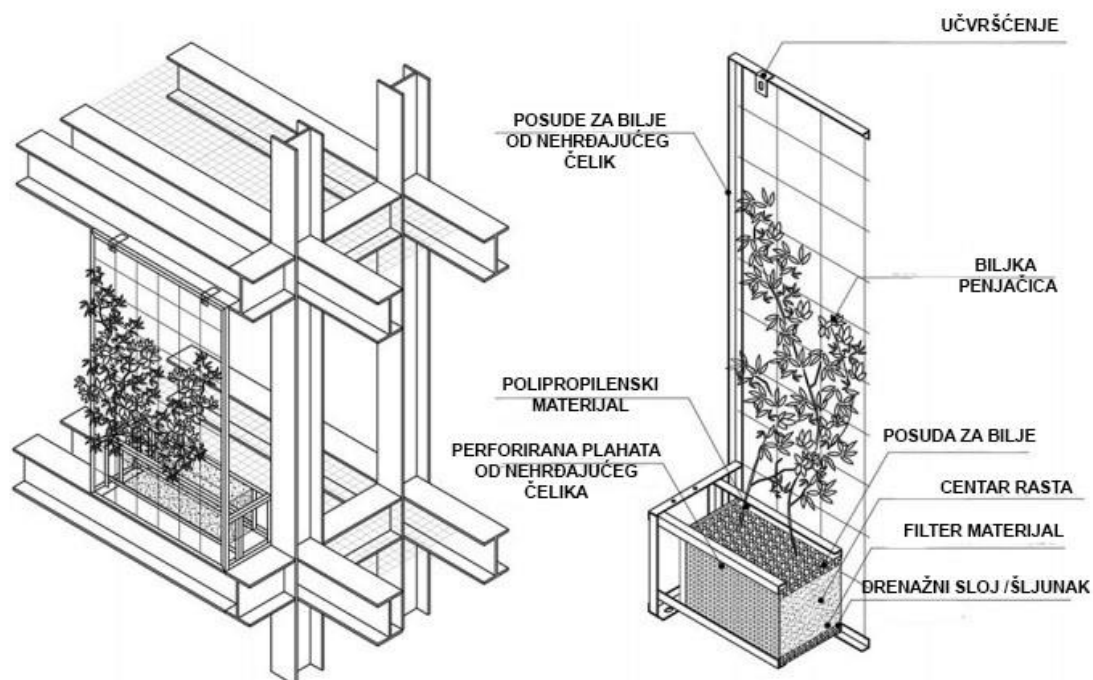 UČVRŠĆENJE
POSUDE ZA BILJE
OD NEHRĐAJUĆEG
ČELIK
BILJKA
PENJAČICA
POLIPROPILENSKI
MATERIJAL
PERFORIRANA PLAHATA
OD NEHRĐAJUĆEG
ČELIKA
POSUDA ZA BILJE
CENTAR RASTA
FILTER MATERIJAL
DRENAŽNI SLOJ /ŠLJUNAK